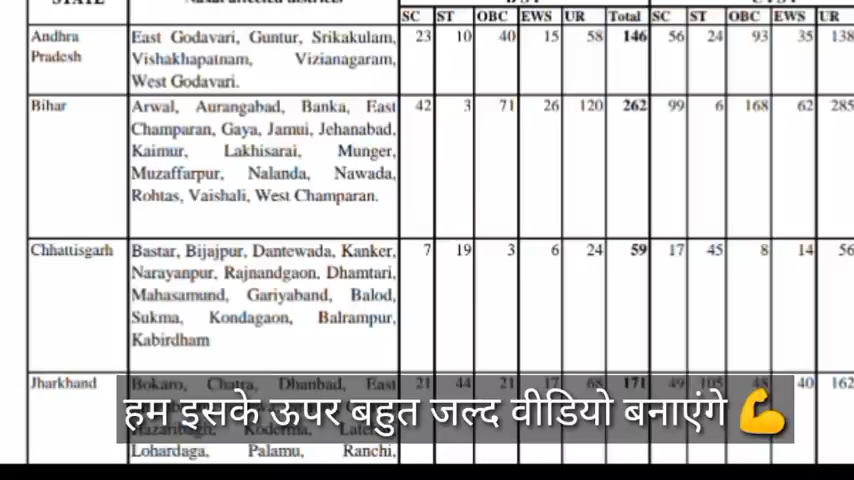 SC ST OBC EWS UR Total SC ST OBC EWS UR
Andhra Pradesh East Godavari, Guntur, Srikakulam, 23 10 40 15 58 146 56 24 93 35 138
Vishakhapatnam, Vizianagaram,
West Godavari.
Bihar Arwal, Aurangabad, Banka, East 42 3 71 26 120 262 99 6 168 62 285
Champaran, Gaya, Jamui, Jehanabad,
Kaimur, Lakhisarai, Munger,
Muzaffarpur, Nalanda, Nawada,
Rohtas, Vaishali, West Champaran.
Chhattisgarh Bastar, Bijajpur, Dantewada, Kanker, 7 19 3 6 24 59 17 45 8 14 56
Narayanpur, Rajnandgaon, Dhamtari,
Mahasamund, Gariyaband, Balod,
Sukma, Kondagaon, Balrampur,
Kabirdham
Jharkhand Bokaro, Chatra, Dhanbad, East 21 44 21 17 68 171 49 105 48 40 162
हम इसके ऊपर बहुत जल्द वीडियो बनाएंगे 💪
Hazaribagh, Koderma,
Lohardaga, Palamu, Ranchi,